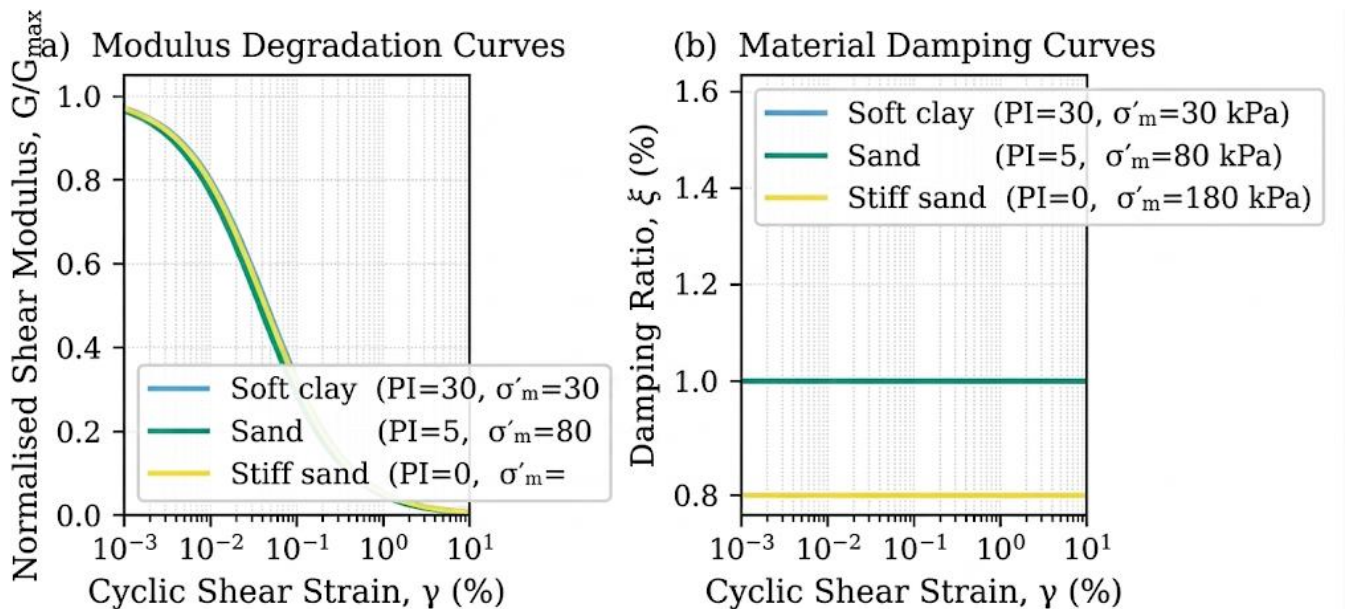 a) Modulus Degradation Curves
Normalised Shear Modulus, G/Gmax
1.0
0.8
0.6
0.4
0.2
0.0
Soft clay (PI=30, σ′m=30
Sand (PI=5, σ′m=80
Stiff sand (PI=0, σ′m=
10⁻³ 10⁻² 10⁻¹ 10⁰ 10¹
Cyclic Shear Strain, γ (%)
(b) Material Damping Curves
Damping Ratio, ξ (%)
1.6
1.4
1.2
1.0
0.8
Soft clay (PI=30, σ′m=30 kPa)
Sand (PI=5, σ′m=80 kPa)
Stiff sand (PI=0, σ′m=180 kPa)
10⁻³ 10⁻² 10⁻¹ 10⁰ 10¹
Cyclic Shear Strain, γ (%)